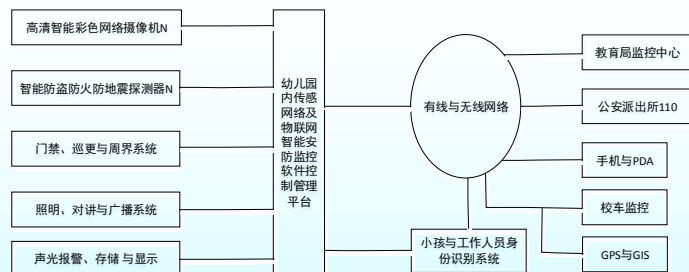 高清智能彩色网络摄像机N
智能防盗防火防地震探测器N
门禁、巡更与周界系统
照明、对讲与广播系统
声光报警、存储与显示
幼儿园
内传感
网络及
物联网
智能安
防监控
软件控
制管理
平台
有线与无线网络
小孩与工作人员身
份识别系统
教育局监控中心
公安派出所110
手机与PDA
校车监控
GPS与GIS